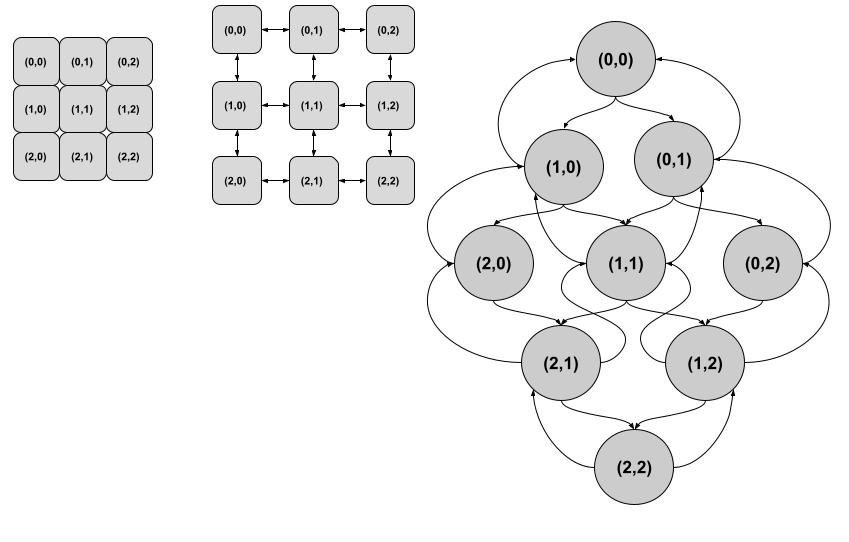 (0,0) (0,1) (0,2)
(1,0) (1,1) (1,2)
(2,0) (2,1) (2,2)
(0,0) (0,1) (0,2)
(1,0) (1,1) (1,2)
(2,0) (2,1) (2,2)
(0,0)
(1,0) (0,1)
(2,0) (1,1) (0,2)
(2,1) (1,2)
(2,2)